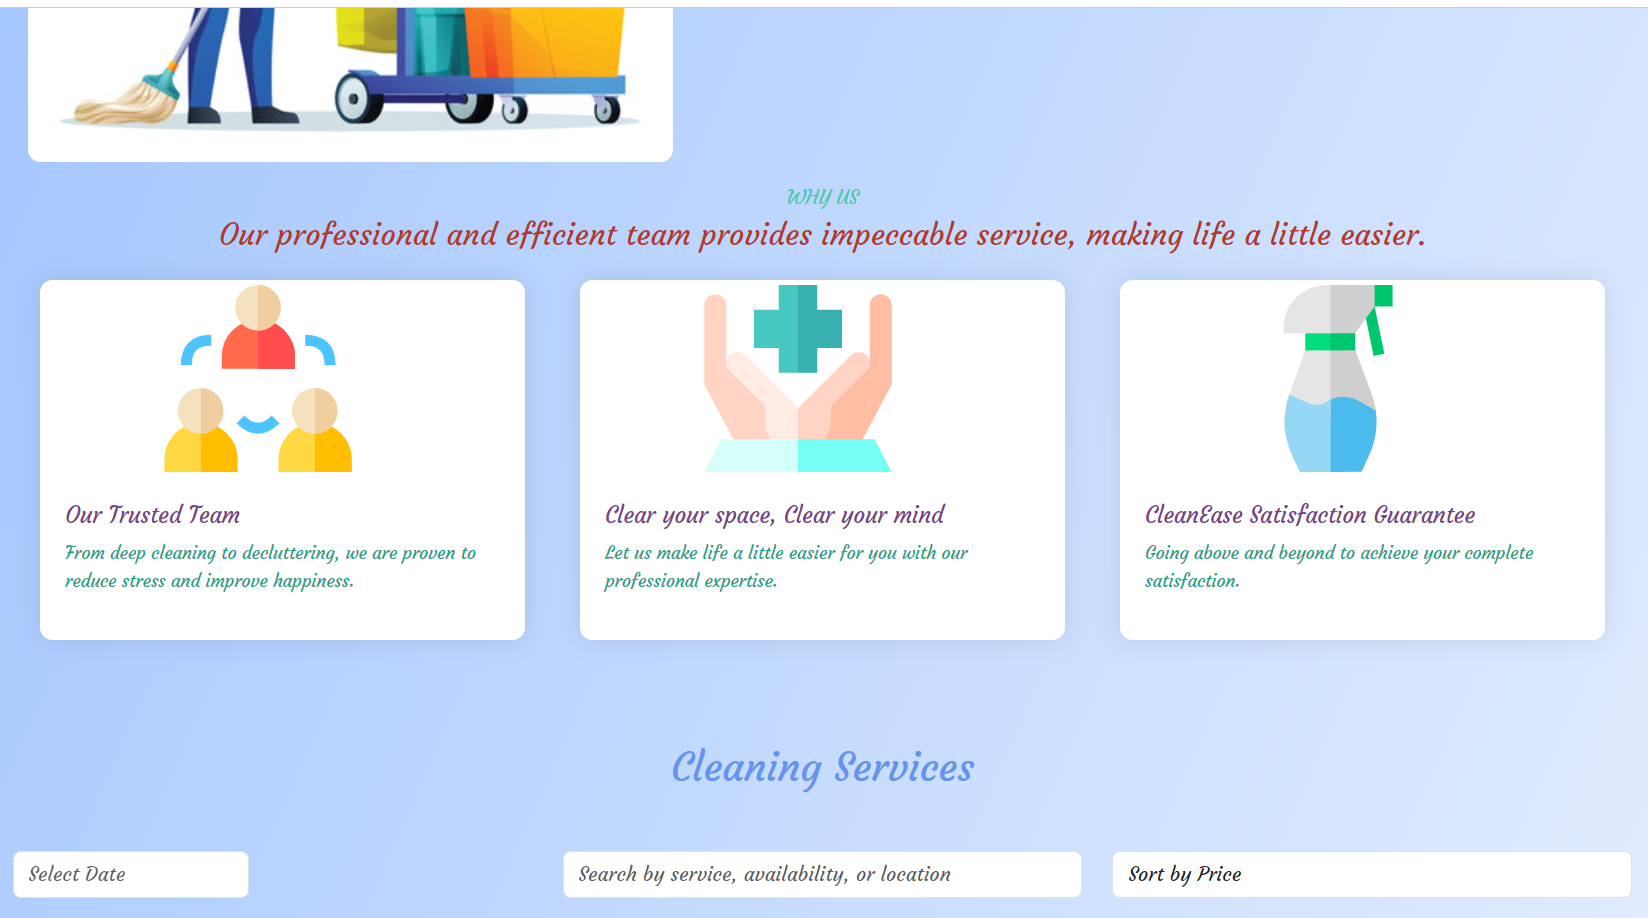 WHY US
Our professional and efficient team provides impeccable service, making life a little easier.
Our Trusted Team
From deep cleaning to decluttering, we are proven to
reduce stress and improve happiness.
Clear your space, Clear your mind
Let us make life a little easier for you with our
professional expertise.
CleanEase Satisfaction Guarantee
Going above and beyond to achieve your complete
satisfaction.
Cleaning Services
Select Date
Search by service, availability, or location
Sort by Price